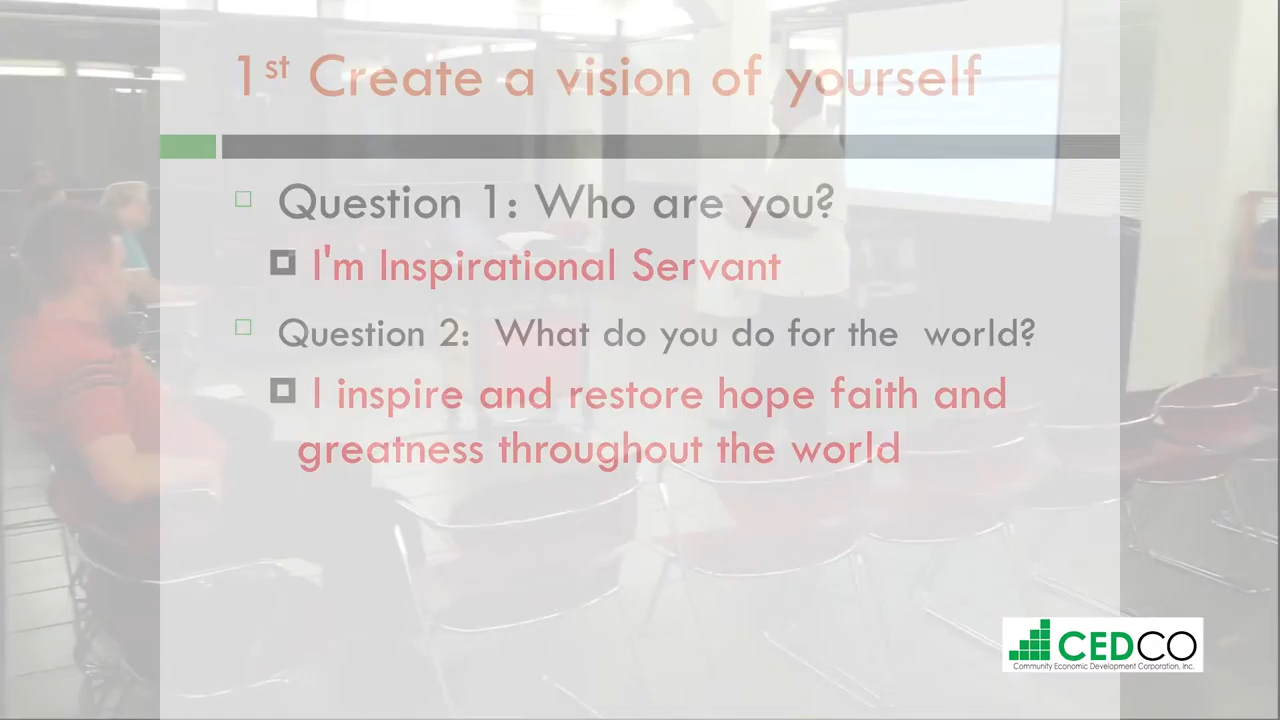 1st Create a vision of yourself
Question 1: Who are you?
I'm Inspirational Servant
Question 2: What do you do for the world?
I inspire and restore hope faith and
greatness throughout the world
CEDCO
Community Economic Development Corporation, Inc.